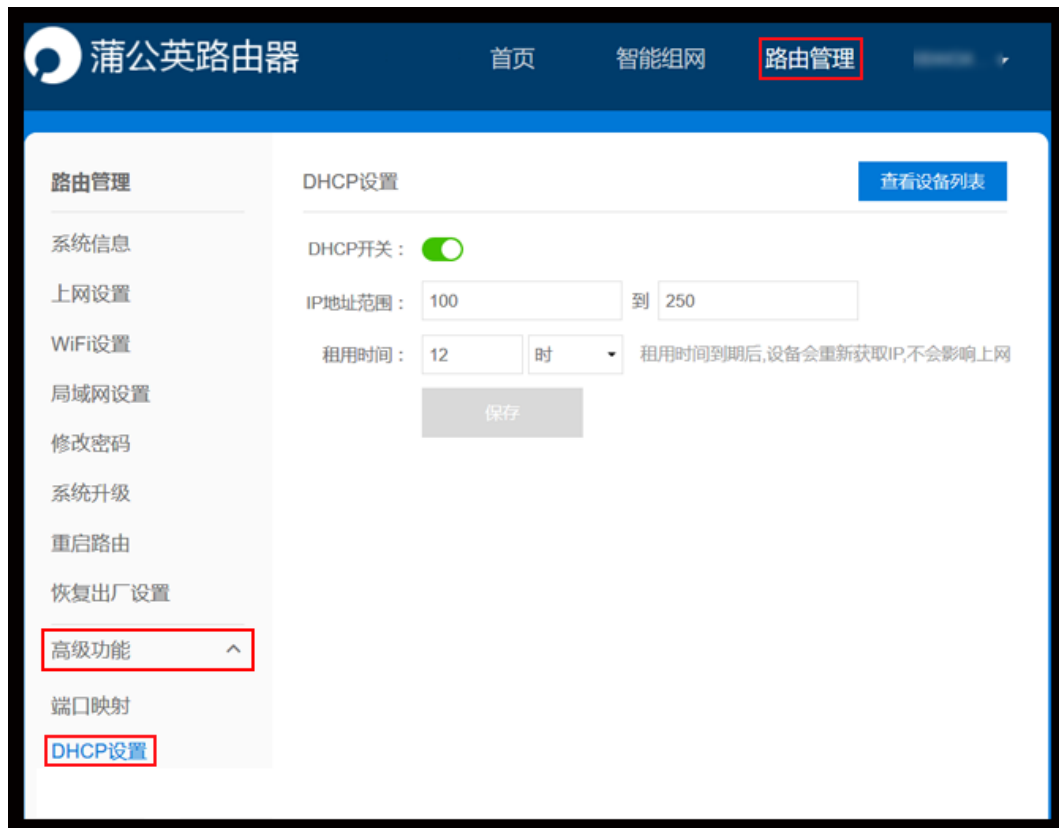 蒲公英路由器 首页 智能组网 路由管理
路由管理
系统信息
上网设置
WiFi设置
局域网设置
修改密码
系统升级
重启路由
恢复出厂设置
高级功能
端口映射
DHCP设置
DHCP设置 查看设备列表
DHCP开关：
IP地址范围： 100 到 250
租用时间： 12 时 租用时间到期后,设备会重新获取IP,不会影响上网
保存